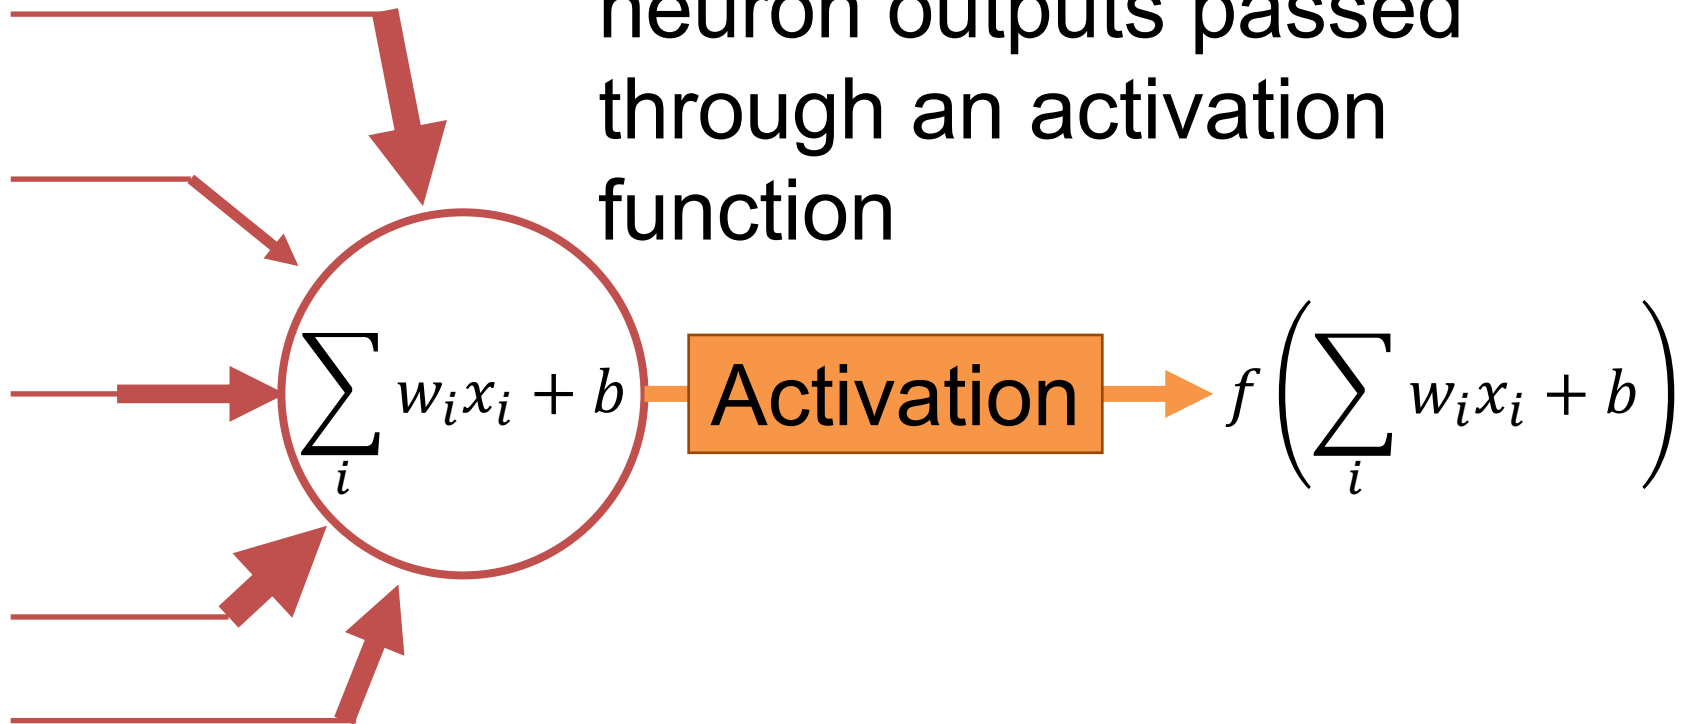 neuron outputs passed
through an activation
function
∑ᵢ wᵢxᵢ + b
Activation
f(∑ᵢ wᵢxᵢ + b)